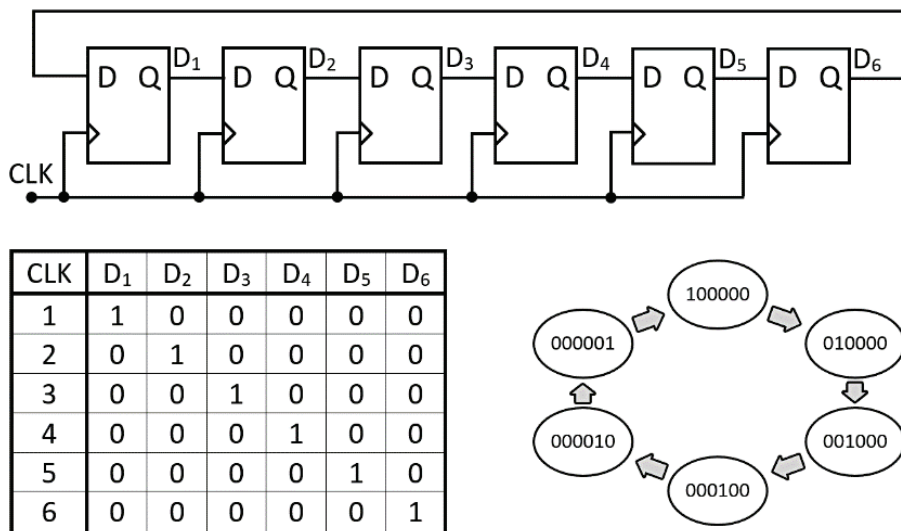 D Q D₁ D Q D₂ D Q D₃ D Q D₄ D Q D₅ D Q D₆
CLK
CLK D₁ D₂ D₃ D₄ D₅ D₆
1 1 0 0 0 0 0
2 0 1 0 0 0 0
3 0 0 1 0 0 0
4 0 0 0 1 0 0
5 0 0 0 0 1 0
6 0 0 0 0 0 1
100000
010000
001000
000100
000010
000001